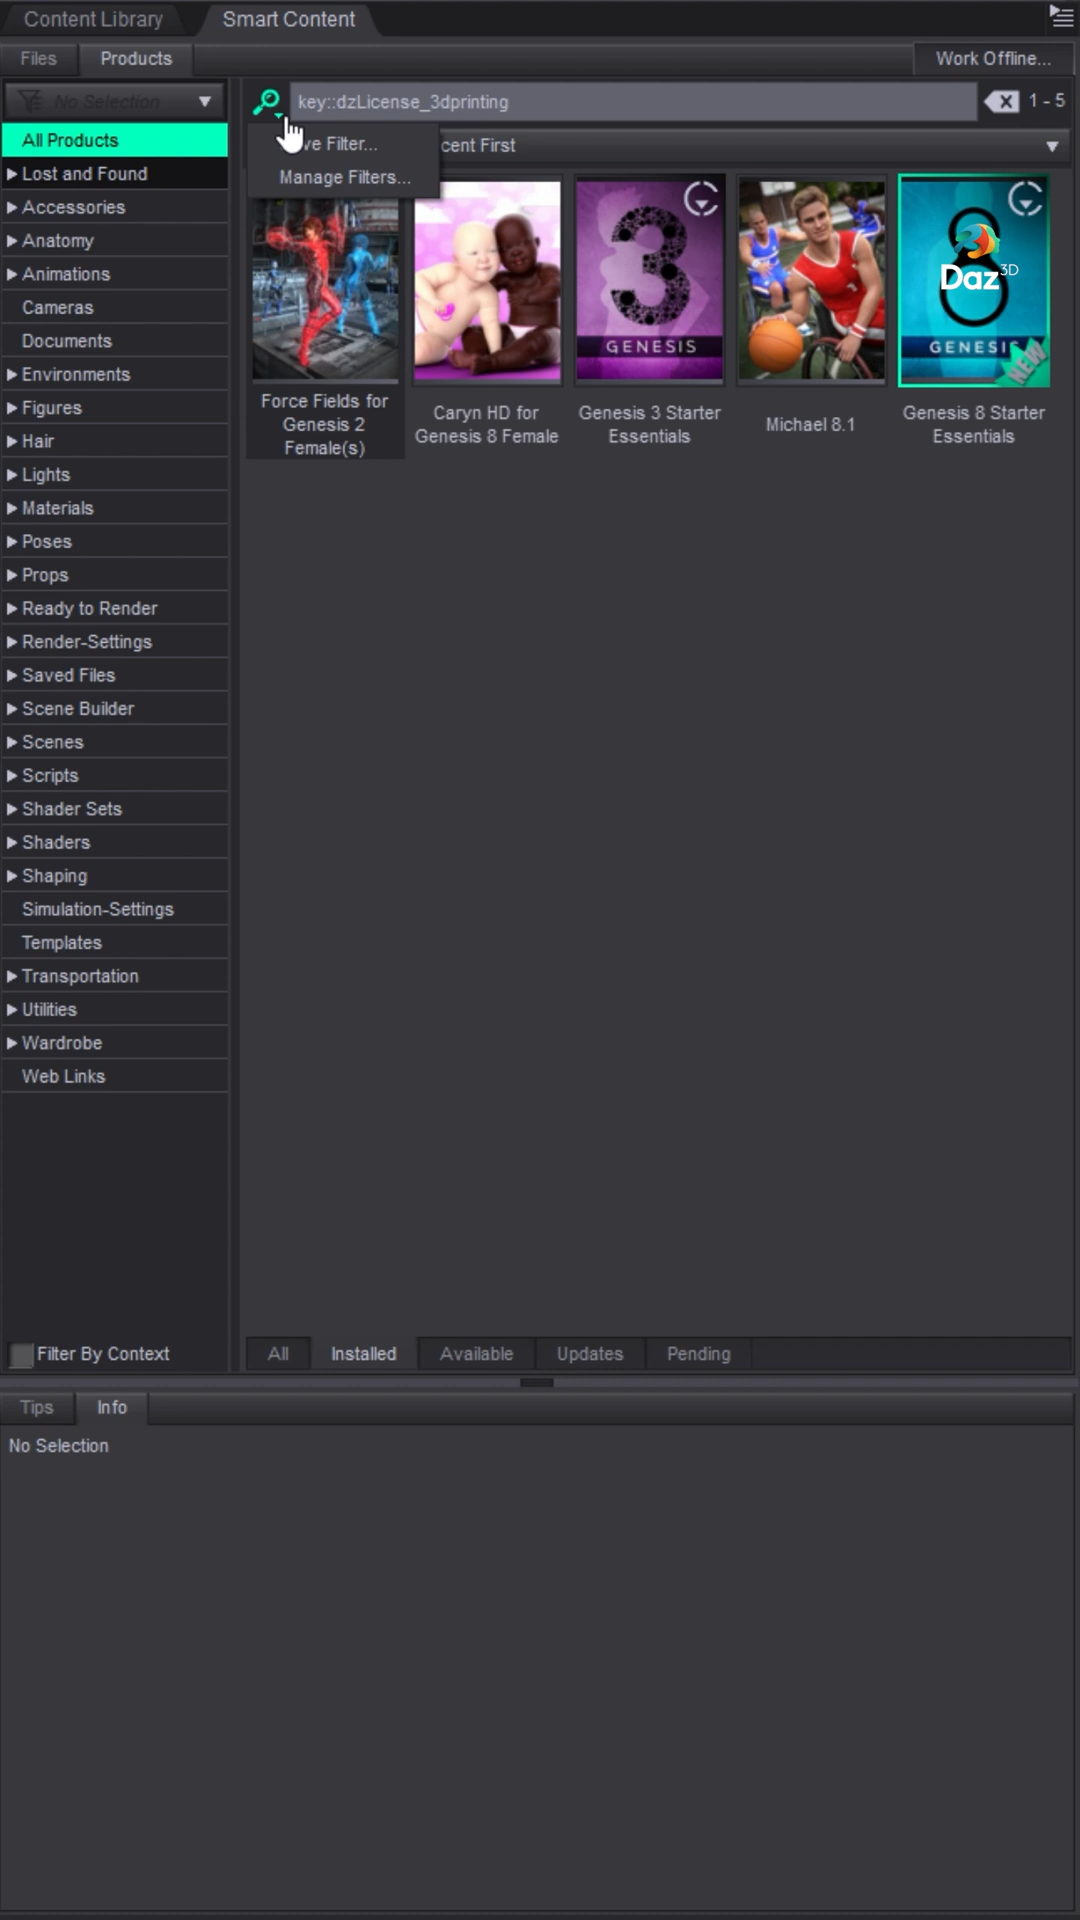 Content Library
Smart Content
Files
Products
Work Offline...
No Selection
key::dzLicense_3dprinting
1 - 5
ve Filter...
cent First
Manage Filters...
All Products
Lost and Found
Accessories
Anatomy
Animations
Cameras
Documents
Environments
Figures
Hair
Lights
Materials
Poses
Props
Ready to Render
Render-Settings
Saved Files
Scene Builder
Scenes
Scripts
Shader Sets
Shaders
Shaping
Simulation-Settings
Templates
Transportation
Utilities
Wardrobe
Web Links
3
GENESIS
8
Daz 3D
GENESIS
NEW
Force Fields for
Genesis 2
Female(s)
Caryn HD for
Genesis 8 Female
Genesis 3 Starter
Essentials
Michael 8.1
Genesis 8 Starter
Essentials
Filter By Context
All
Installed
Available
Updates
Pending
Tips
Info
No Selection